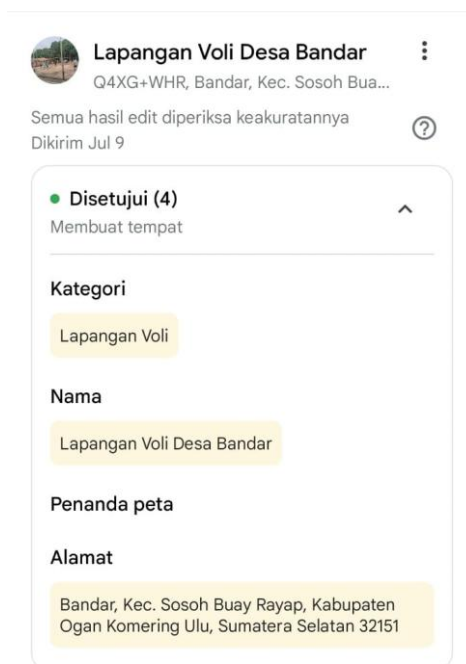 Lapangan Voli Desa Bandar
Q4XG+WHR, Bandar, Kec. Sosoh Bua...
Semua hasil edit diperiksa keakuratannya
Dikirim Jul 9
Disetujui (4)
Membuat tempat
Kategori
Lapangan Voli
Nama
Lapangan Voli Desa Bandar
Penanda peta
Alamat
Bandar, Kec. Sosoh Buay Rayap, Kabupaten
Ogan Komering Ulu, Sumatera Selatan 32151